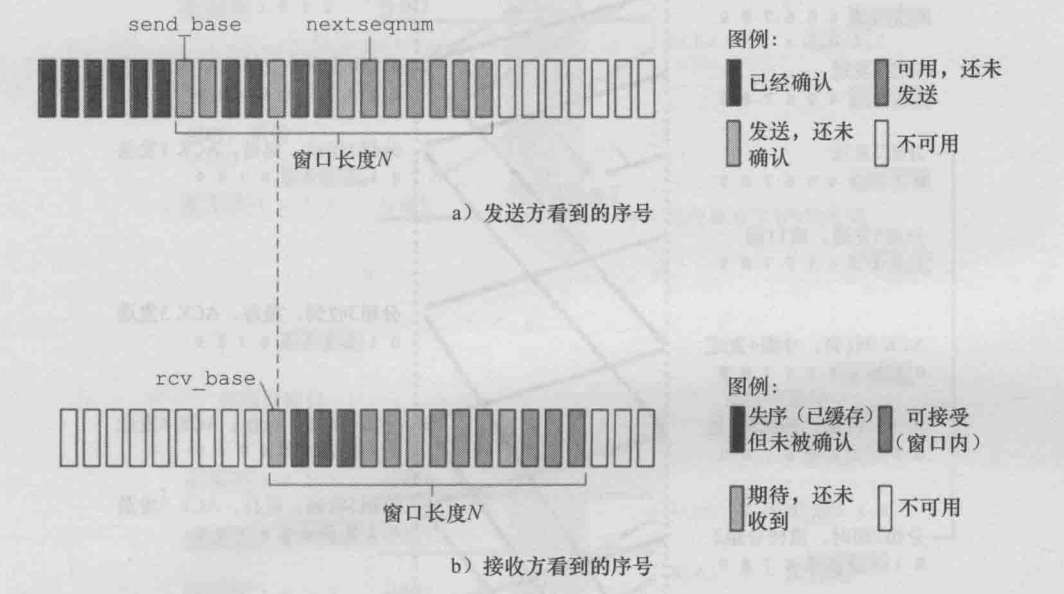 send_base
nextseqnum
图例:
已经确认
可用，还未
发送
发送，还未
确认
不可用
窗口长度N
a）发送方看到的序号
rcv_base
图例:
失序（已缓存）
但未被确认
可接受
（窗口内）
期待，还未
收到
不可用
窗口长度N
b）接收方看到的序号